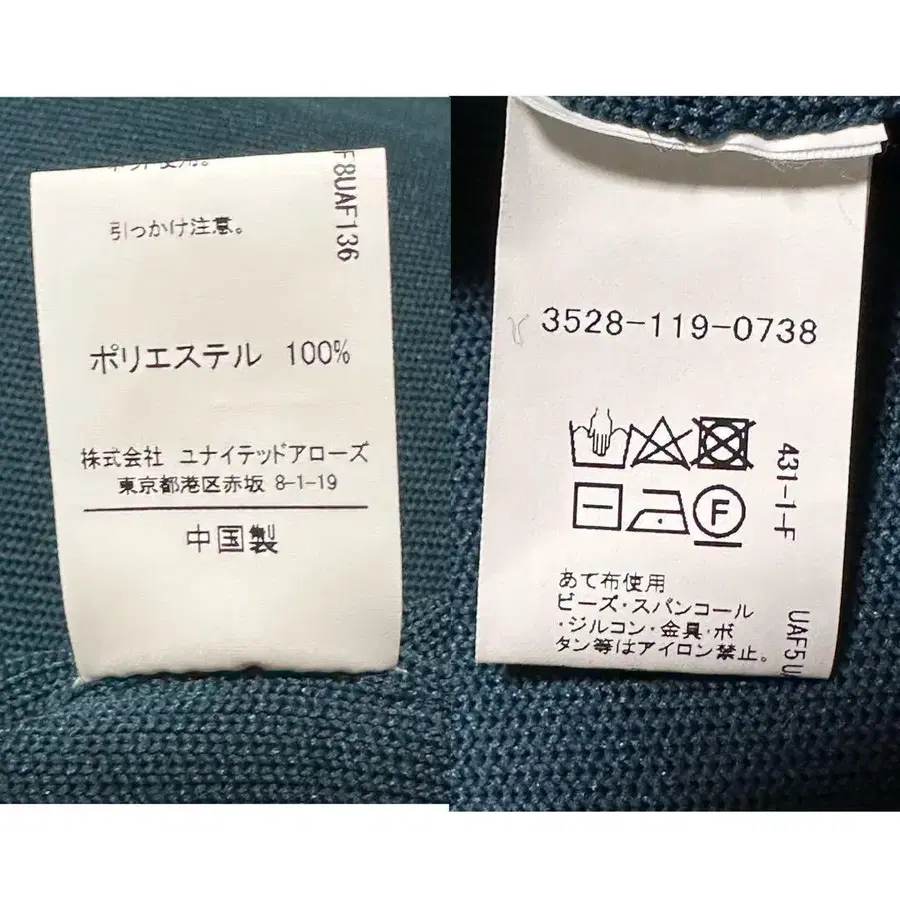 引っかけ注意。
F8UAF136
ポリエステル 100%
株式会社 ユナイテッドアローズ
東京都港区赤坂 8-1-19
中国製
3528-119-0738
F
431-1-F
あて布使用
ビーズ・スパンコール
・ジルコン・金具・ボ
タン等はアイロン禁止。